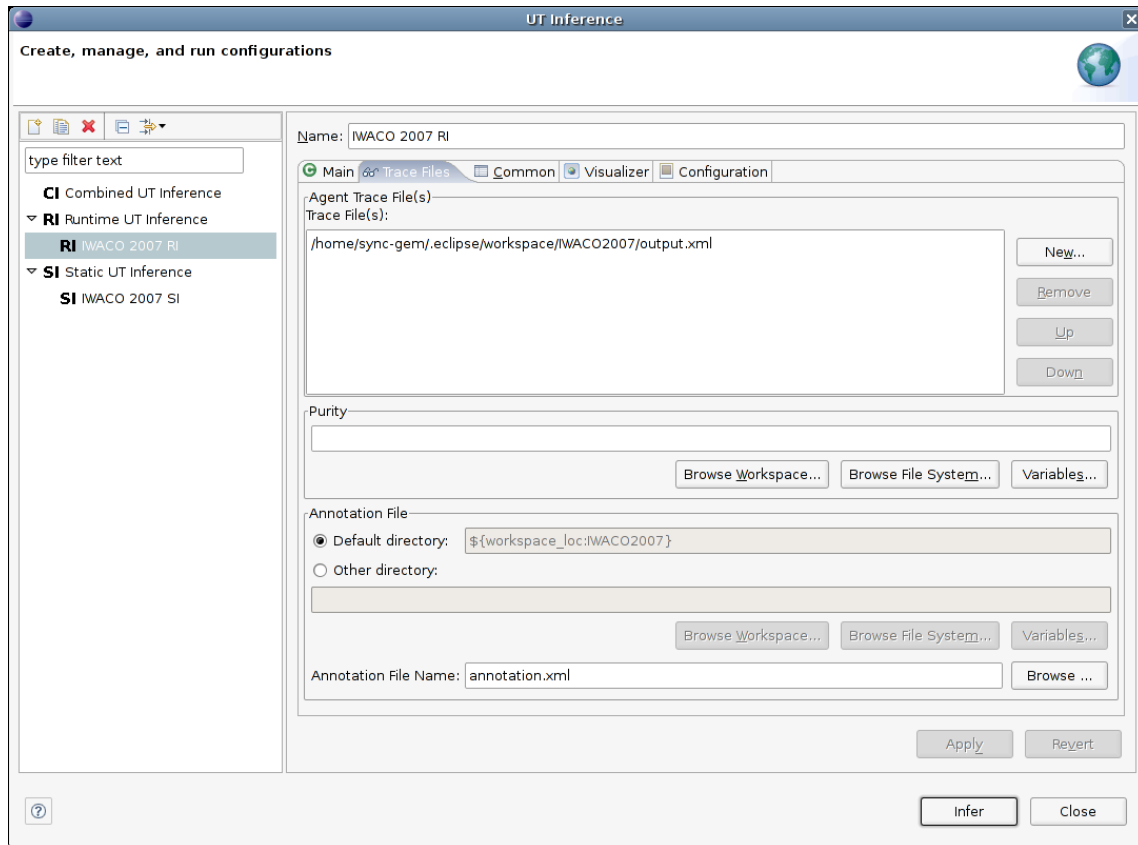 UT Inference
Create, manage, and run configurations
type filter text
CI Combined UT Inference
RI Runtime UT Inference
RI IWACO 2007 RI
SI Static UT Inference
SI IWACO 2007 SI
Name: IWACO 2007 RI
Main Trace Files Common Visualizer Configuration
Agent Trace File(s)
Trace File(s):
/home/sync-gem/.eclipse/workspace/IWACO2007/output.xml
New...
Remove
Up
Down
Purity
Browse Workspace... Browse File System... Variables...
Annotation File
Default directory: ${workspace_loc:IWACO2007}
Other directory:
Browse Workspace... Browse File System... Variables...
Annotation File Name: annotation.xml Browse ...
Apply Revert
Infer Close